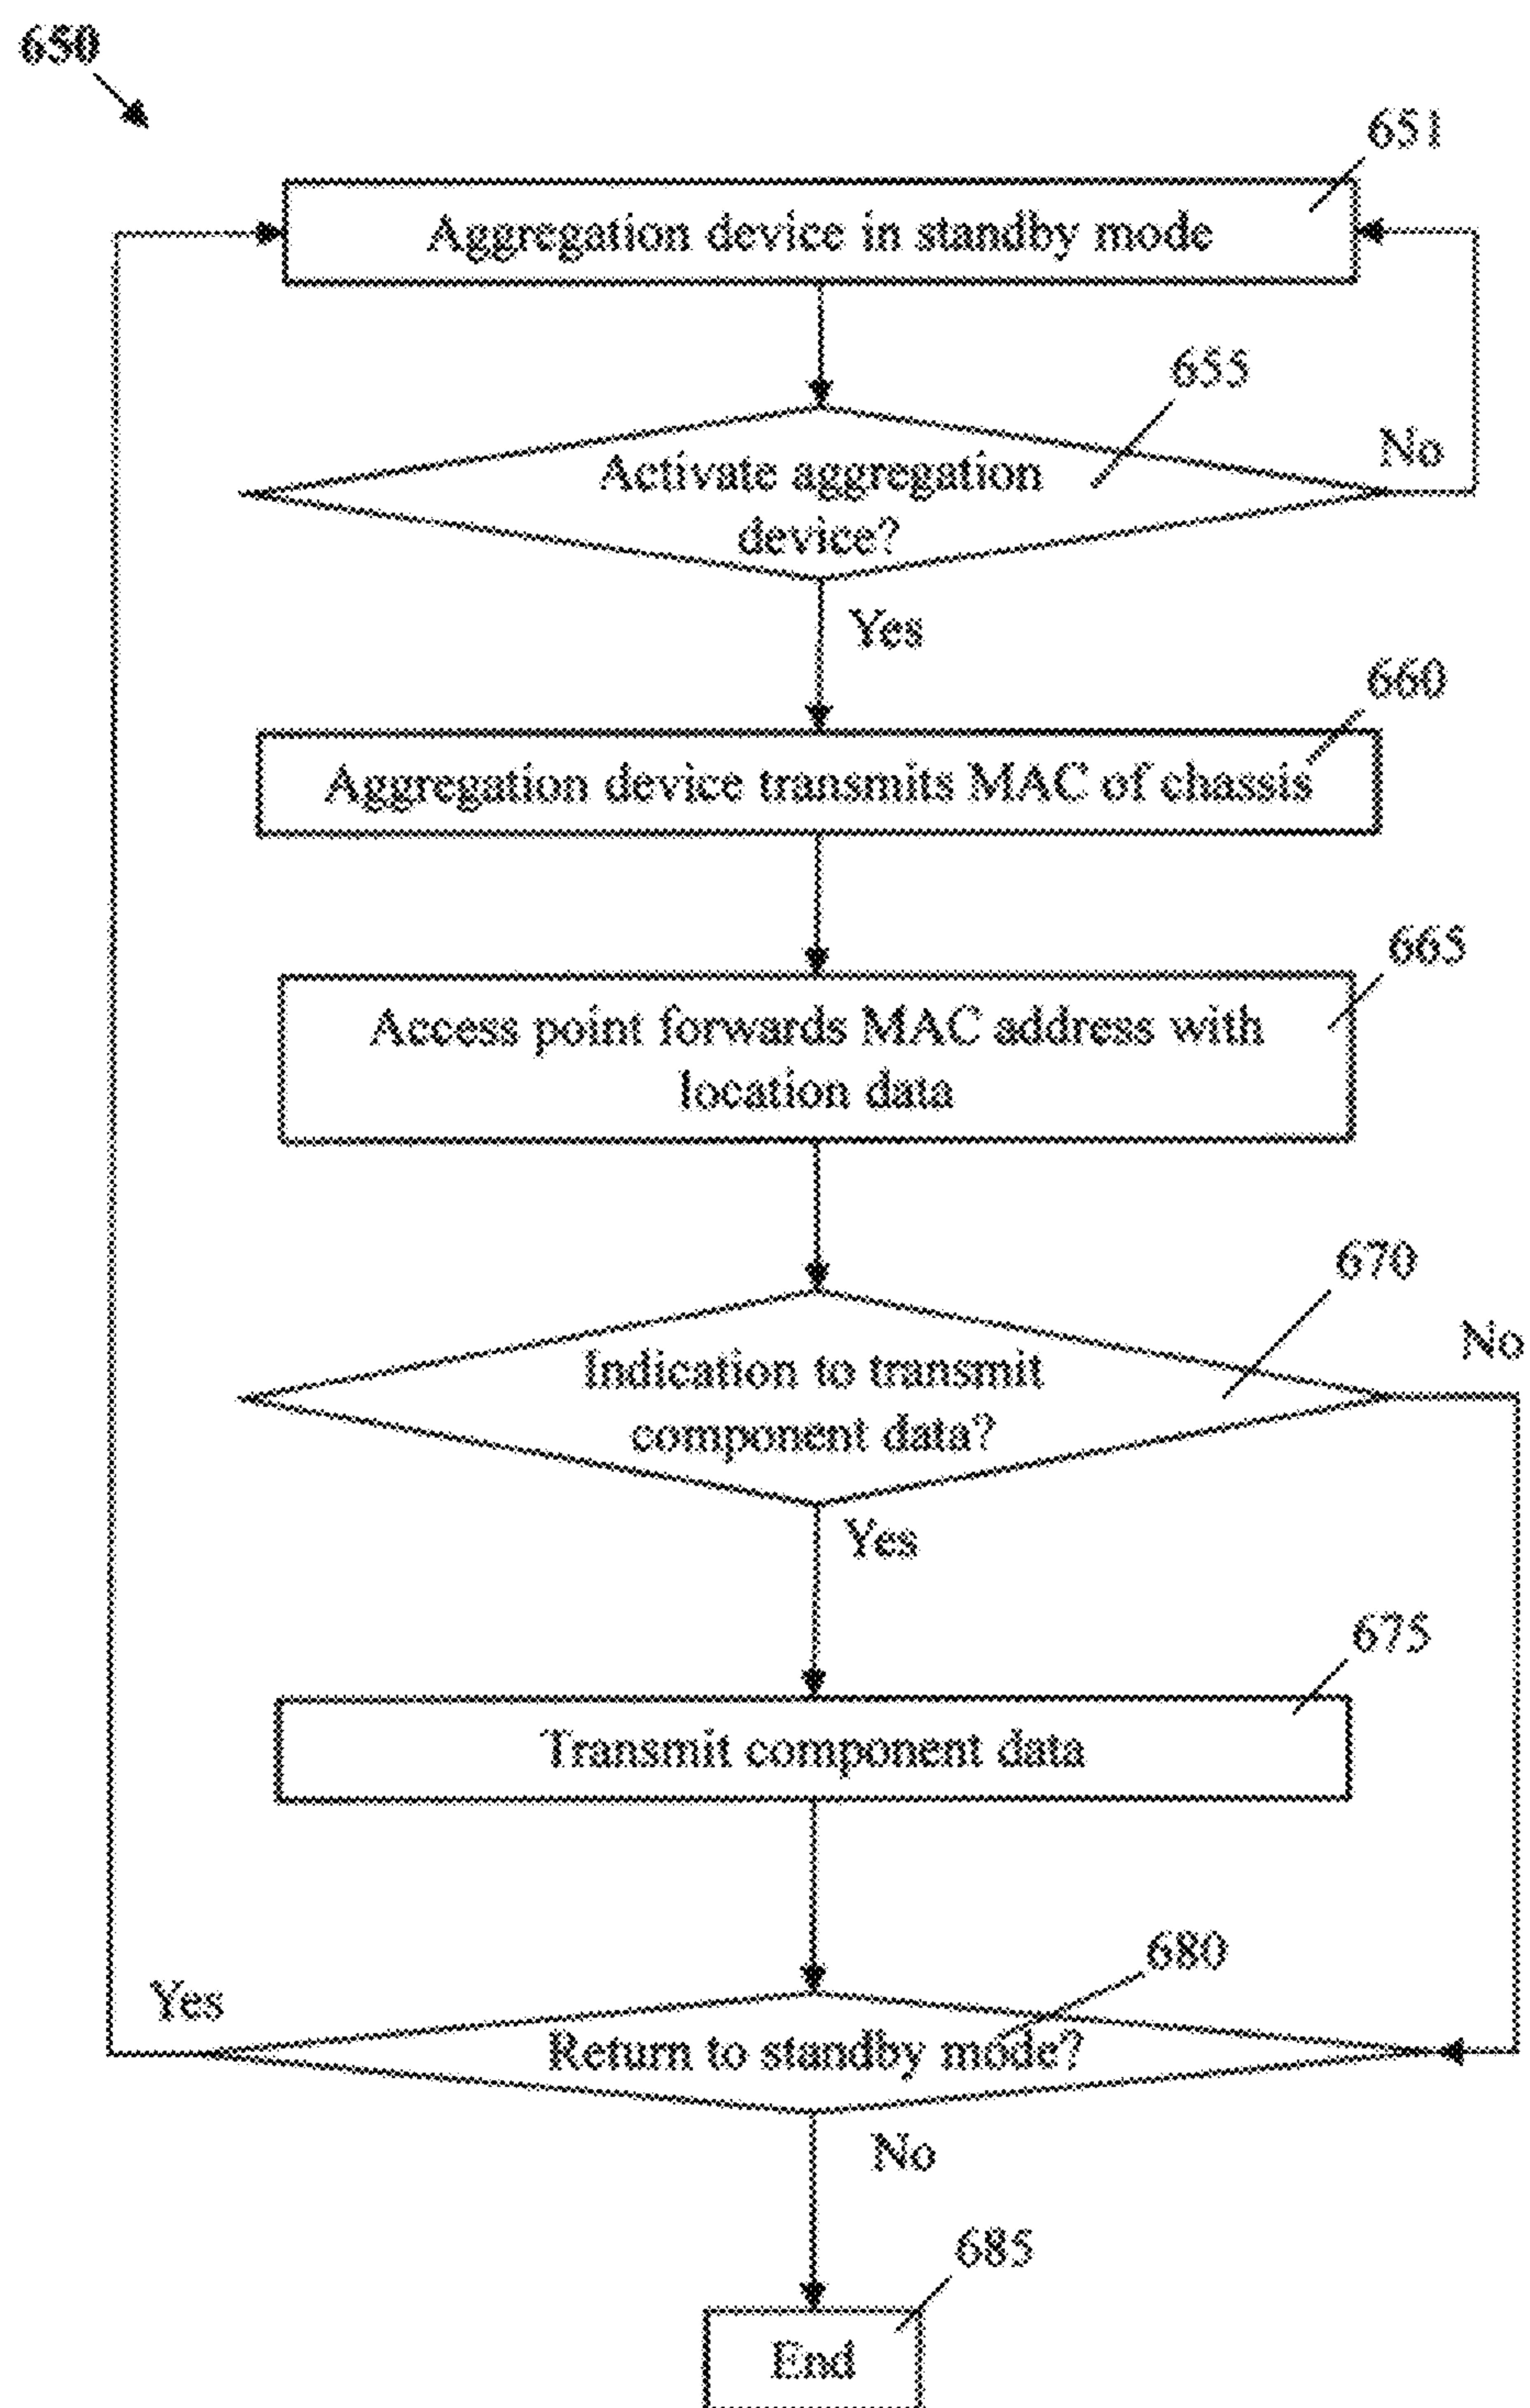 650
651
Aggregation device in standby mode
655
Activate aggregation
device?
No
Yes
660
Aggregation device transmits MAC of chassis
665
Access point forwards MAC address with
location data
670
Indication to transmit
component data?
No
Yes
675
Transmit component data
680
Yes
Return to standby mode?
No
685
End